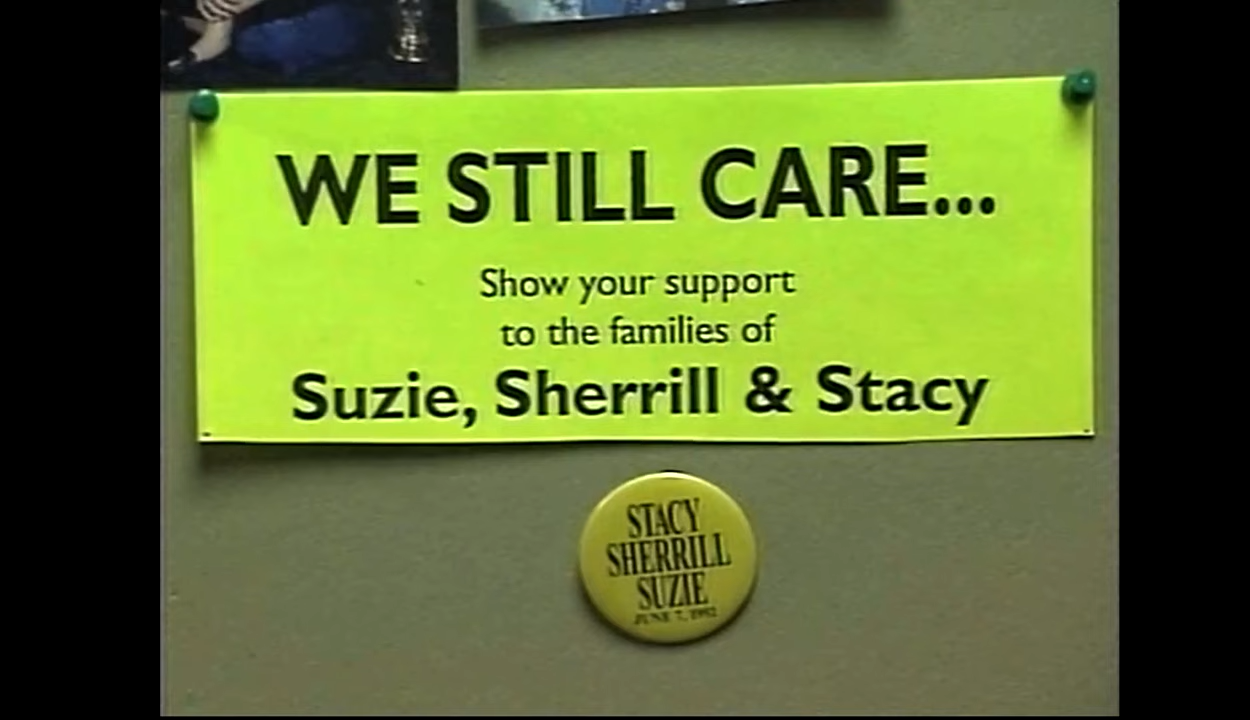 WE STILL CARE...
Show your support
to the families of
Suzie, Sherrill & Stacy
STACY
SHERRILL
SUZIE
JUNE 7, 1992